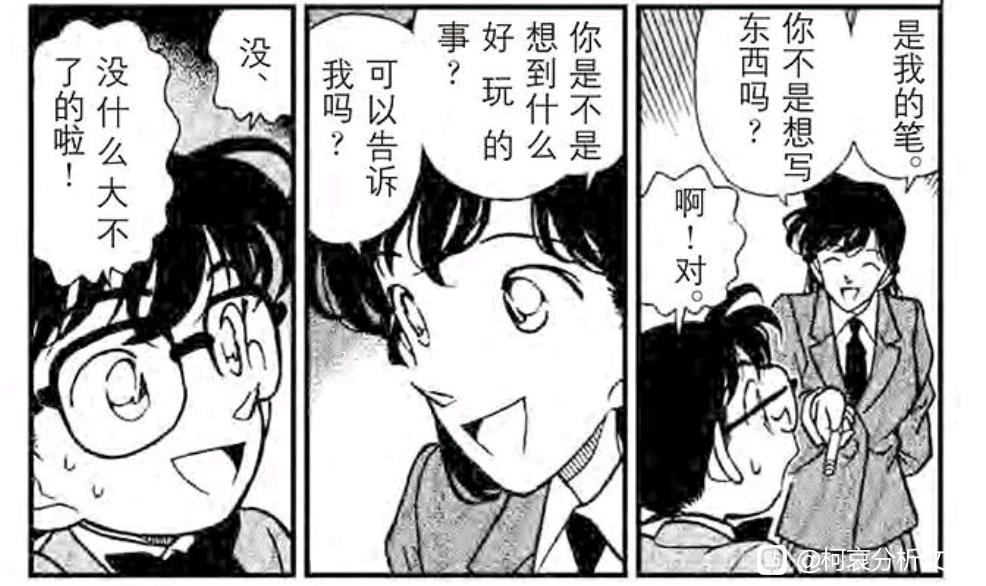 是我的笔。
你不是想写
东西吗？
啊！对。
你是不是
想到什么
好玩的
事？
可以告诉
我吗？
没、
没什么大不
了的啦！
@柯哀分析文